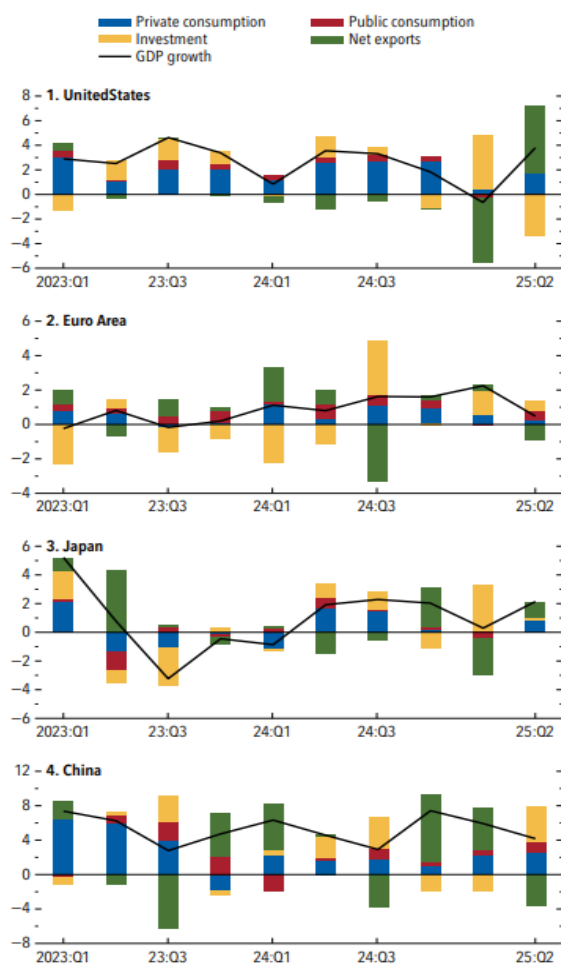 Private consumption Public consumption
Investment Net exports
GDP growth
1. UnitedStates
8
6
4
2
0
−2
−4
−6
2023:Q1 23:Q3 24:Q1 24:Q3 25:Q2
2. Euro Area
6
4
2
0
−2
−4
2023:Q1 23:Q3 24:Q1 24:Q3 25:Q2
3. Japan
6
4
2
0
−2
−4
−6
2023:Q1 23:Q3 24:Q1 24:Q3 25:Q2
4. China
12
8
4
0
−4
−8
2023:Q1 23:Q3 24:Q1 24:Q3 25:Q2